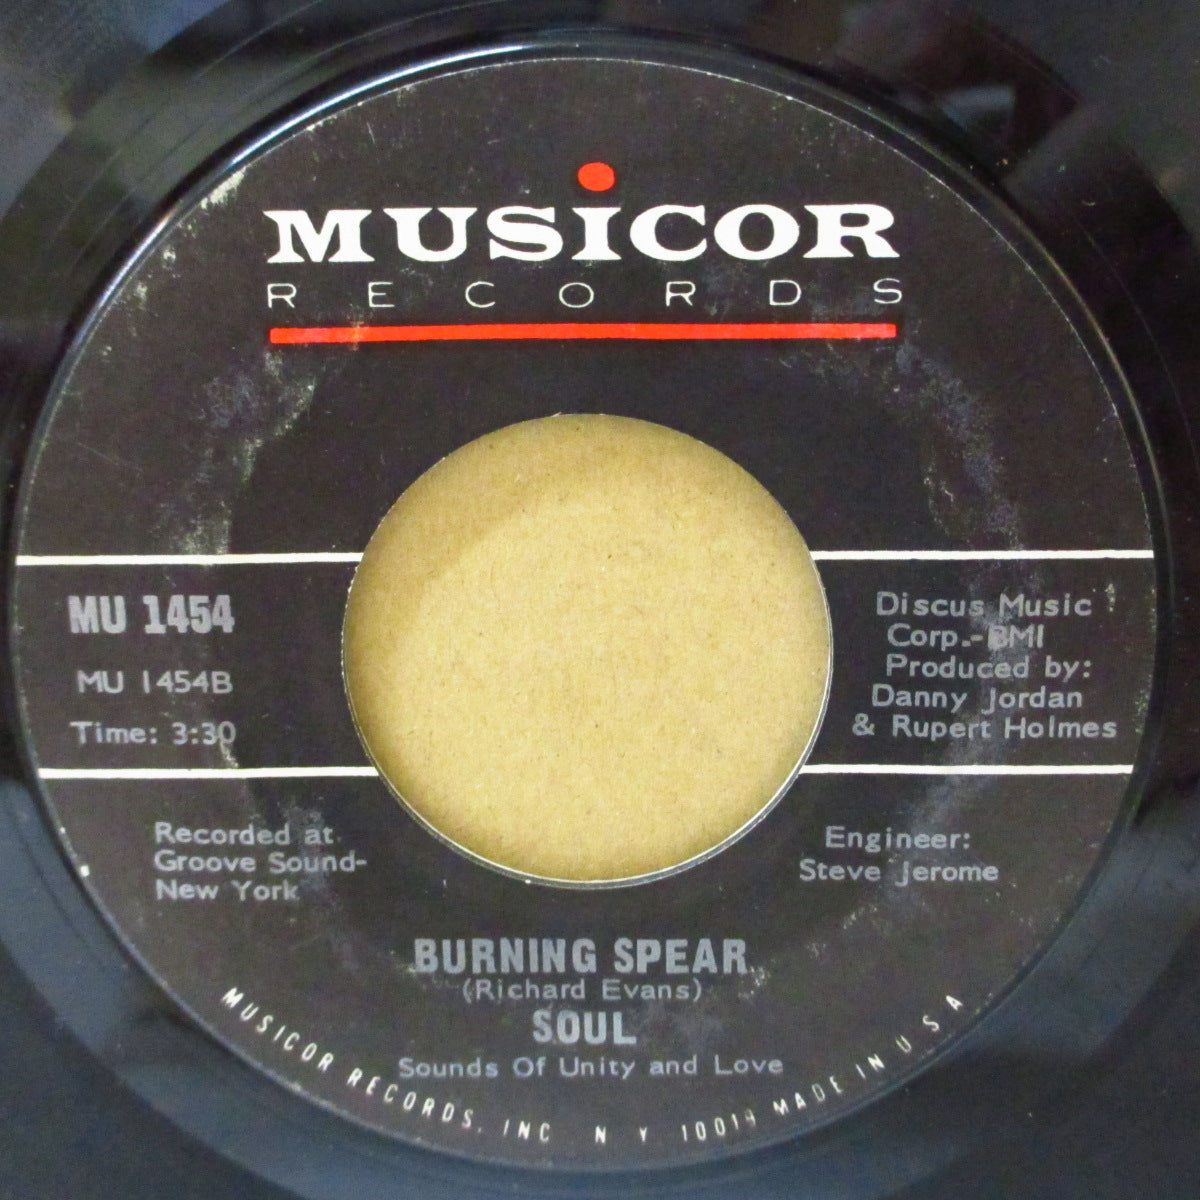 MUSICOR
RECORDS
MU 1454
MU 1454B
Time: 3:30
Discus Music
Corp.-BMI
Produced by:
Danny Jordan
& Rupert Holmes
Recorded at
Groove Sound-
New York
Engineer:
Steve Jerome
BURNING SPEAR
(Richard Evans)
SOUL
Sounds Of Unity and Love
MUSICOR RECORDS, INC N Y 10019 MADE IN U S A